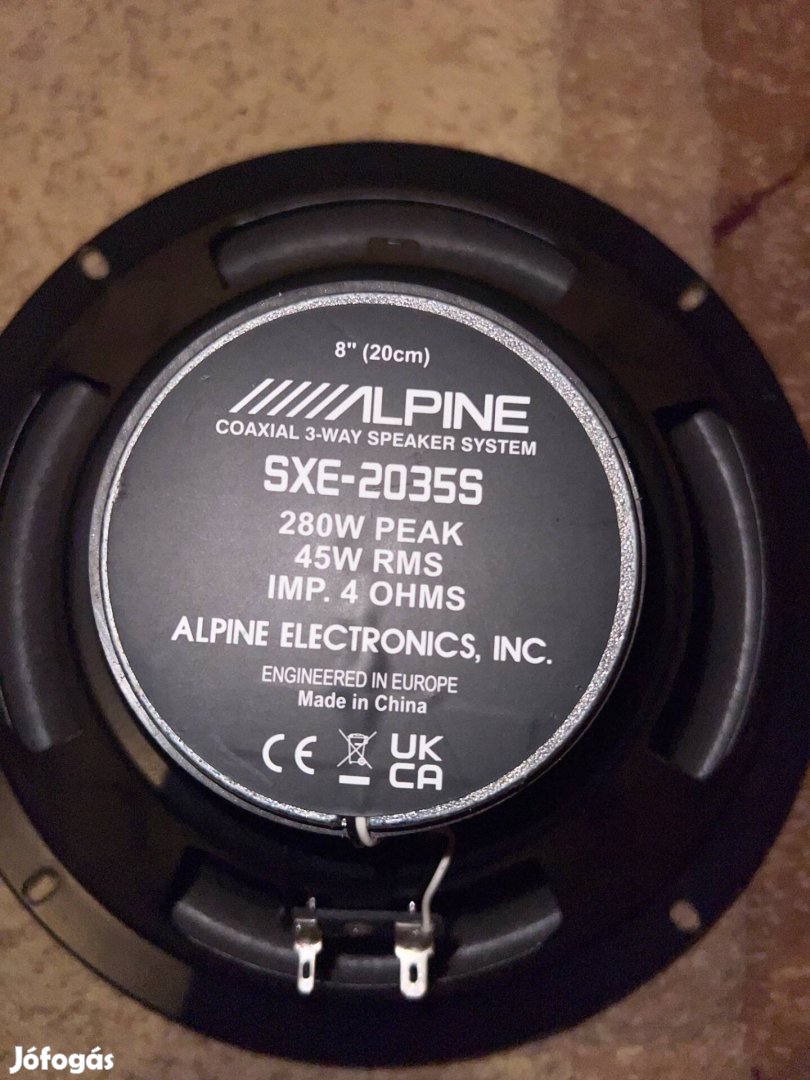 8" (20cm)
ALPINE
COAXIAL 3-WAY SPEAKER SYSTEM
SXE-2035S
280W PEAK
45W RMS
IMP. 4 OHMS
ALPINE ELECTRONICS, INC.
ENGINEERED IN EUROPE
Made in China
CE UK
CA
Jófogás